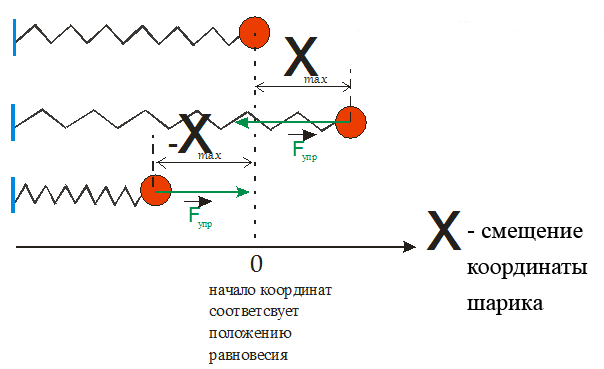 X max
F упр
-X max
F упр
X - смещение
координаты
шарика
0
начало координат
соответсвует
положению
равновесия